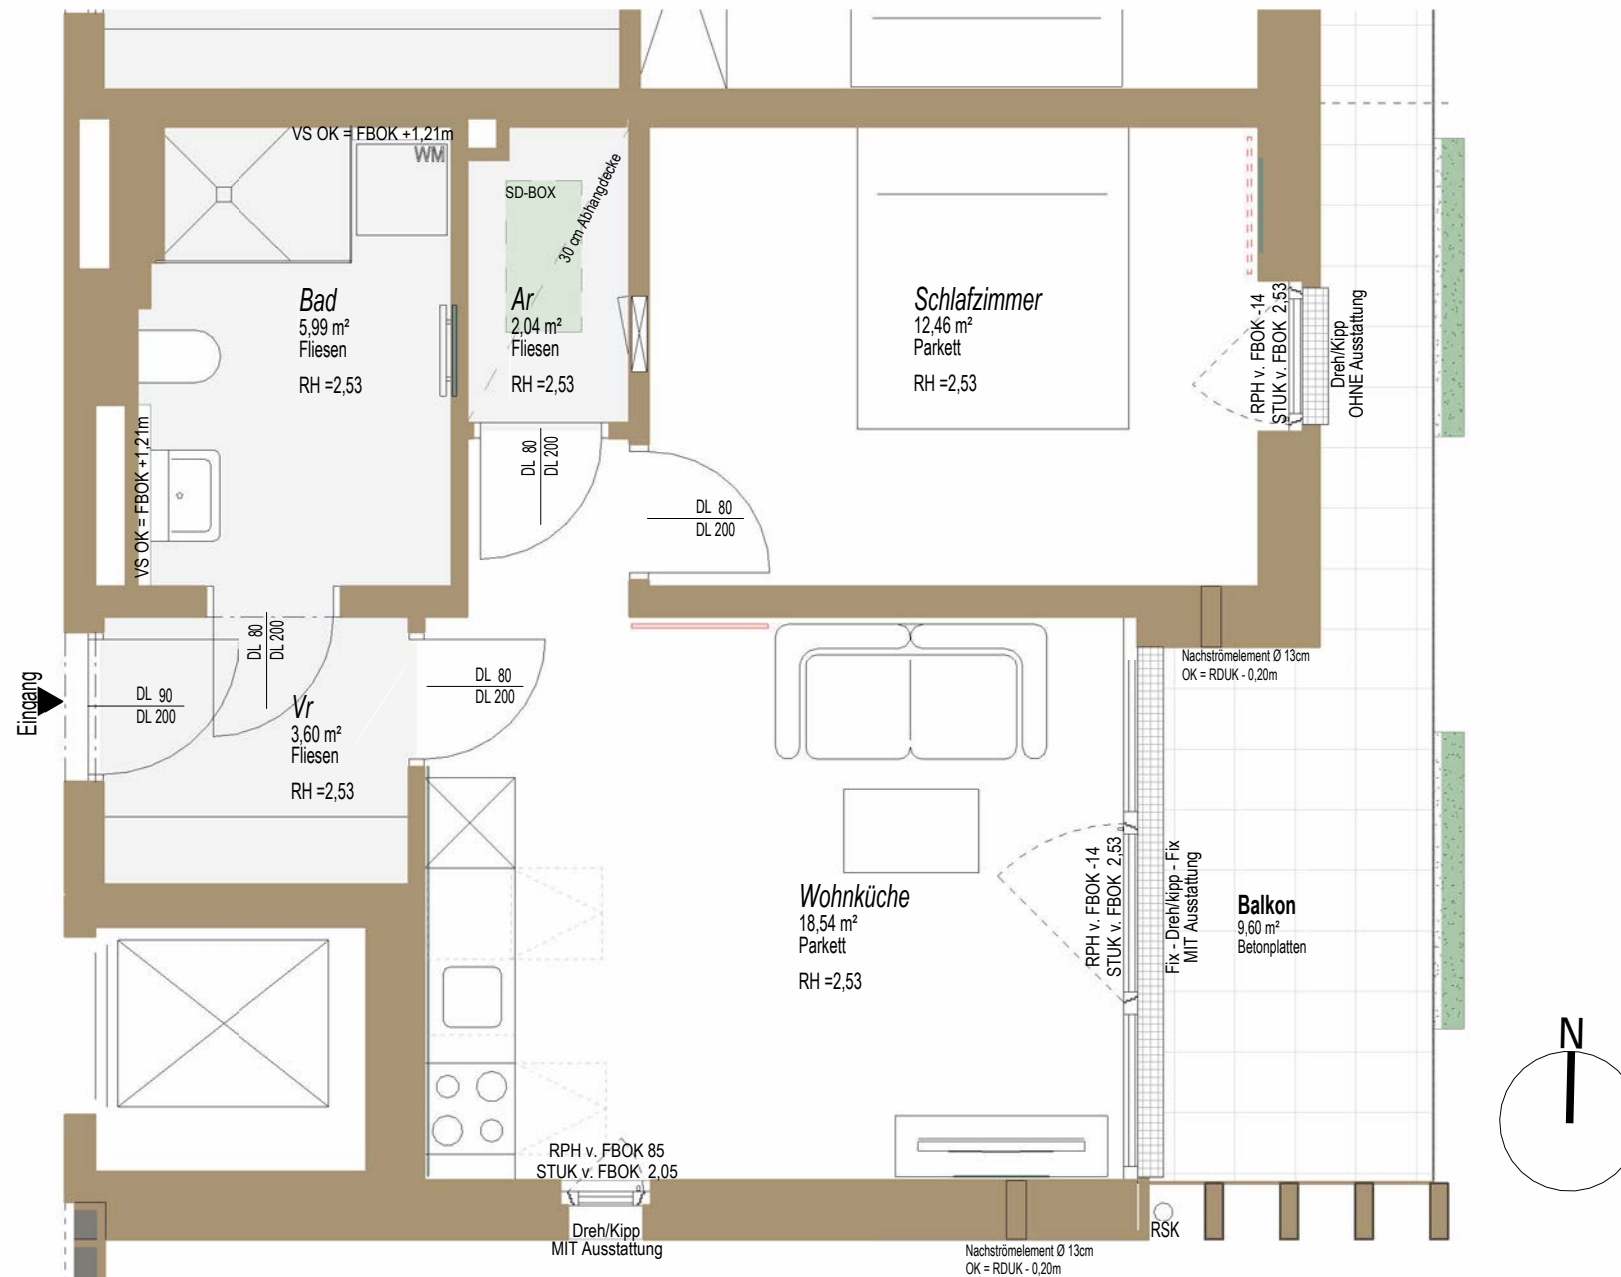 VS OK = FBOK +1,21m
WM
SD-BOX
30 cm Abhangdecke
Bad
5,99 m²
Fliesen
RH =2,53
Ar
2,04 m²
Fliesen
RH =2,53
Schlafzimmer
12,46 m²
Parkett
RH =2,53
RPH v. FBOK -14
STUK v. FBOK 2,53
Dreh/Kipp
OHNE Ausstattung
VS OK = FBOK +1,21m
DL 80
DL 200
DL 80
DL 200
DL 80
DL 200
Eingang
DL 90
DL 200
Vr
3,60 m²
Fliesen
RH =2,53
DL 80
DL 200
Nachströmelement Ø 13cm
OK = RDUK - 0,20m
Wohnküche
18,54 m²
Parkett
RH =2,53
RPH v. FBOK -14
STUK v. FBOK 2,53
Fix - Dreh/kipp - Fix
MIT Ausstattung
Balkon
9,60 m²
Betonplatten
N
RPH v. FBOK 85
STUK v. FBOK 2,05
Dreh/Kipp
MIT Ausstattung
RSK
Nachströmelement Ø 13cm
OK = RDUK - 0,20m